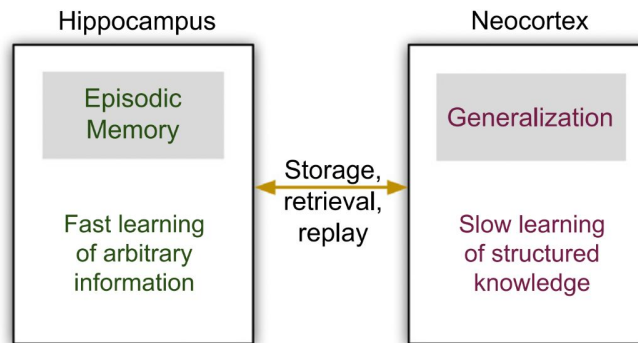 Hippocampus
Episodic
Memory
Fast learning
of arbitrary
information
Storage,
retrieval,
replay
Neocortex
Generalization
Slow learning
of structured
knowledge